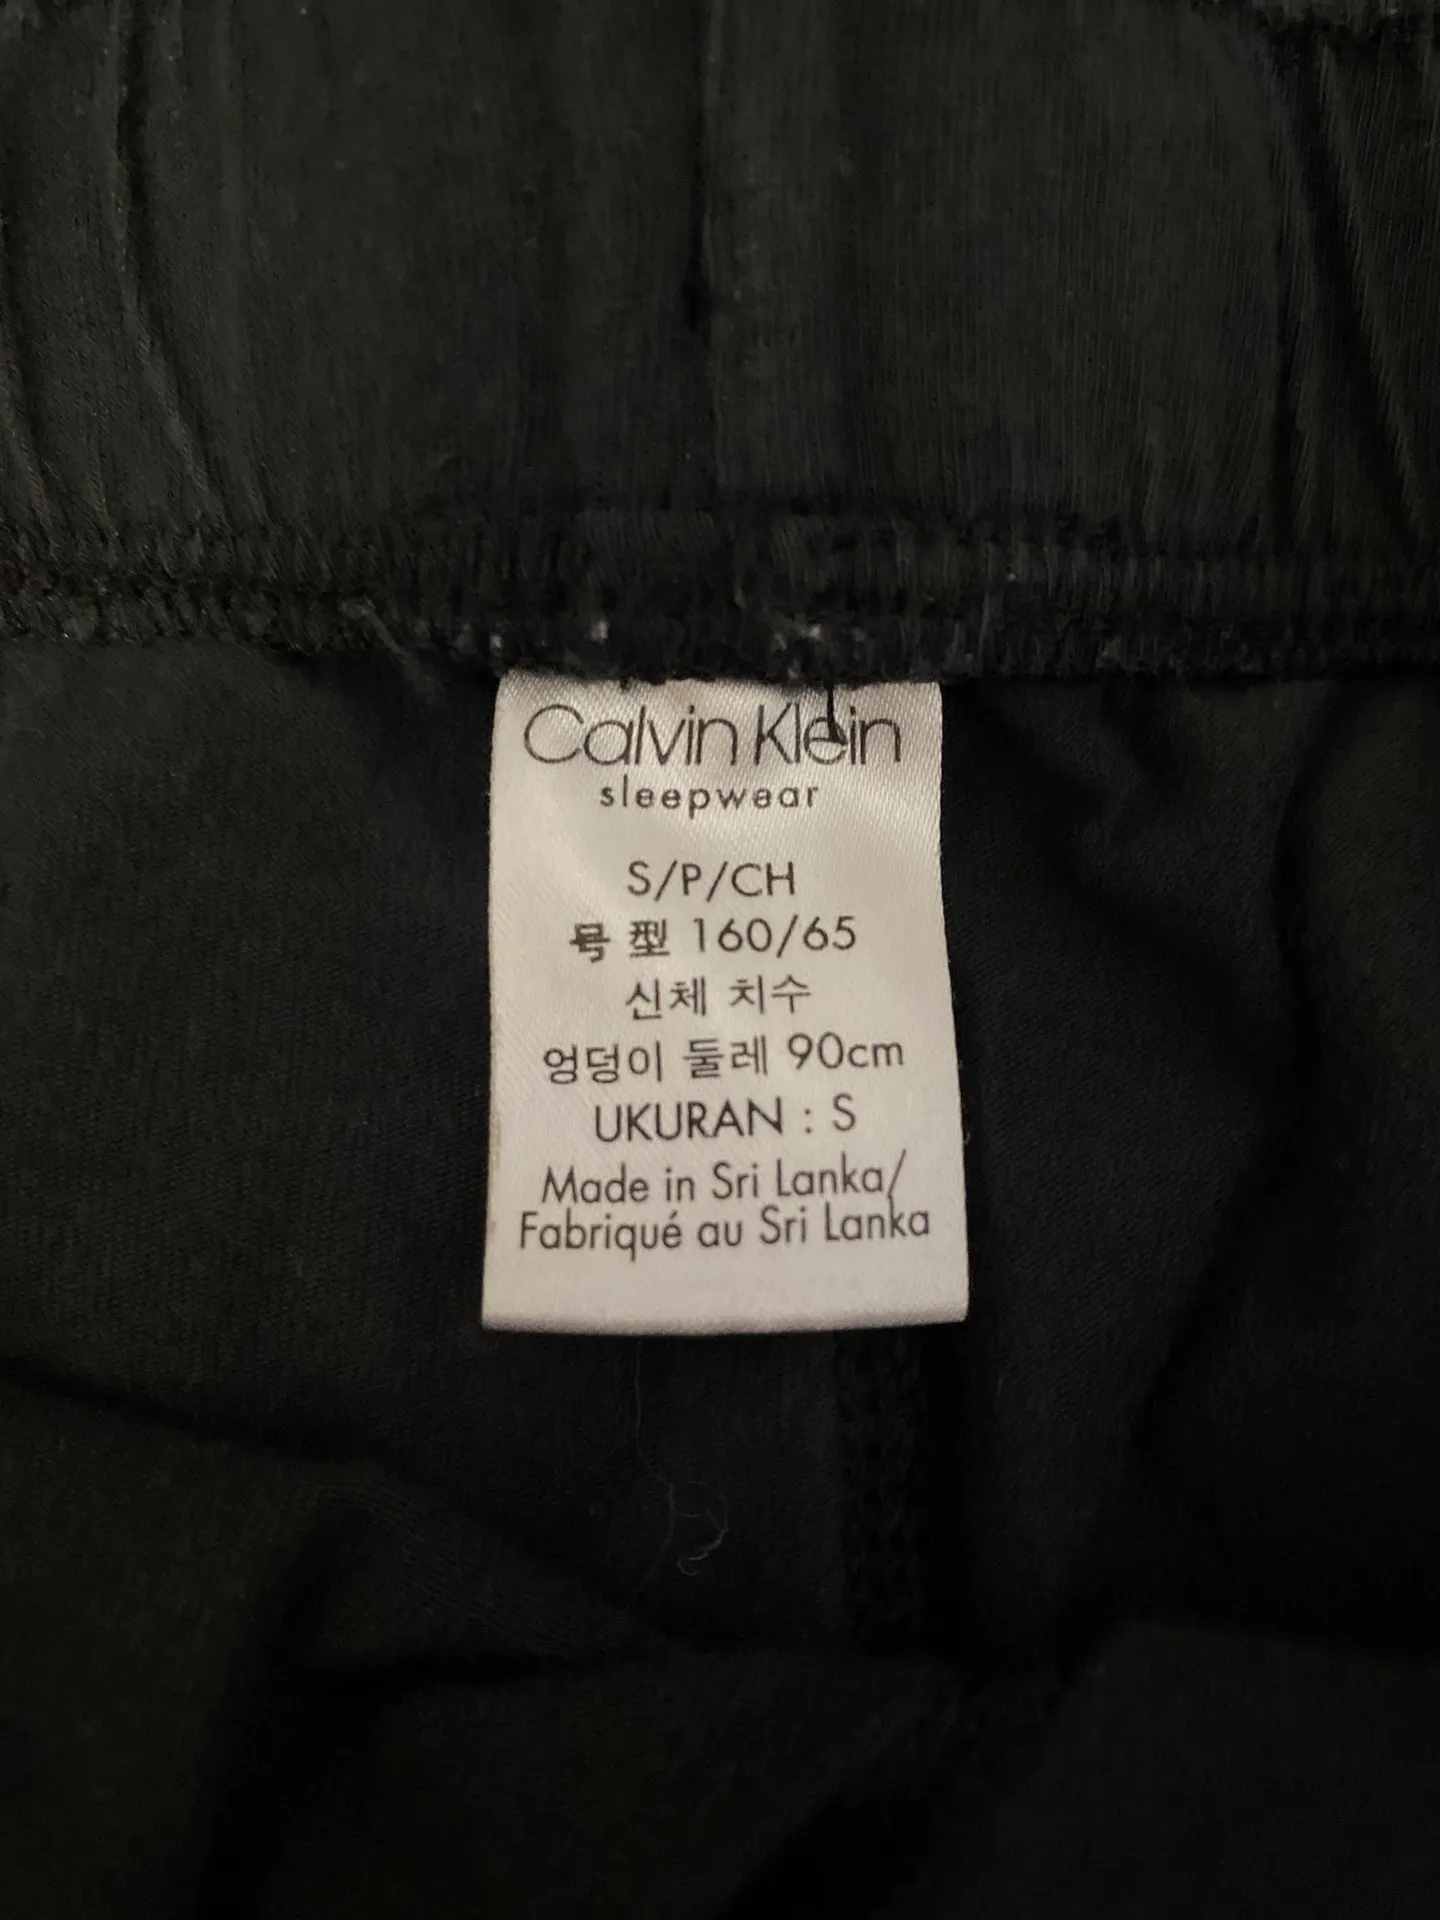 Calvin Klein
sleepwear
S/P/CH
号型 160/65
신체 치수
엉덩이 둘레 90cm
UKURAN : S
Made in Sri Lanka/
Fabriqué au Sri Lanka